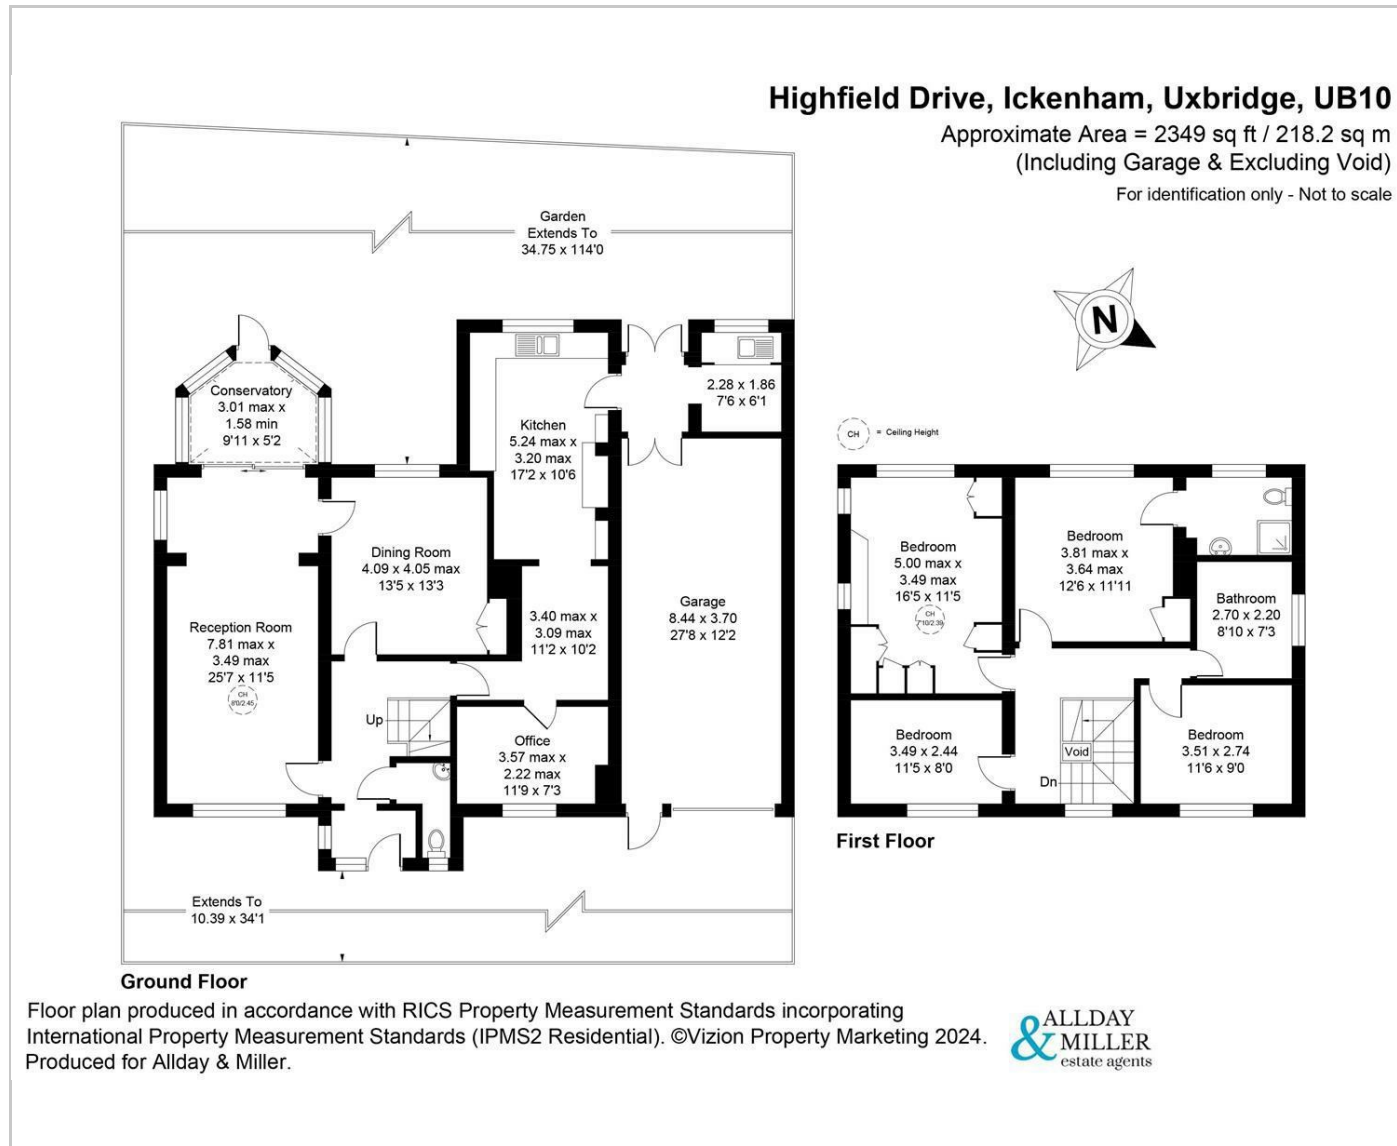 Highfield Drive, Ickenham, Uxbridge, UB10
Approximate Area = 2349 sq ft / 218.2 sq m
(Including Garage & Excluding Void)
For identification only - Not to scale
N
Garden
Extends To
34.75 x 114'0
Conservatory
3.01 max x
1.58 min
9'11 x 5'2
Kitchen
5.24 max x
3.20 max
17'2 x 10'6
2.28 x 1.86
7'6 x 6'1
Dining Room
4.09 x 4.05 max
13'5 x 13'3
Reception Room
7.81 max x
3.49 max
25'7 x 11'5
CH
8'0/2.45
3.40 max x
3.09 max
11'2 x 10'2
Garage
8.44 x 3.70
27'8 x 12'2
Up
Office
3.57 max x
2.22 max
11'9 x 7'3
Extends To
10.39 x 34'1
Ground Floor
CH = Ceiling Height
Bedroom
5.00 max x
3.49 max
16'5 x 11'5
CH
7'10/2.39
Bedroom
3.81 max x
3.64 max
12'6 x 11'11
Bathroom
2.70 x 2.20
8'10 x 7'3
Bedroom
3.49 x 2.44
11'5 x 8'0
Void
Dn
Bedroom
3.51 x 2.74
11'6 x 9'0
First Floor
Floor plan produced in accordance with RICS Property Measurement Standards incorporating
International Property Measurement Standards (IPMS2 Residential). ©Vizion Property Marketing 2024.
Produced for Allday & Miller.
ALLDAY
& MILLER
estate agents